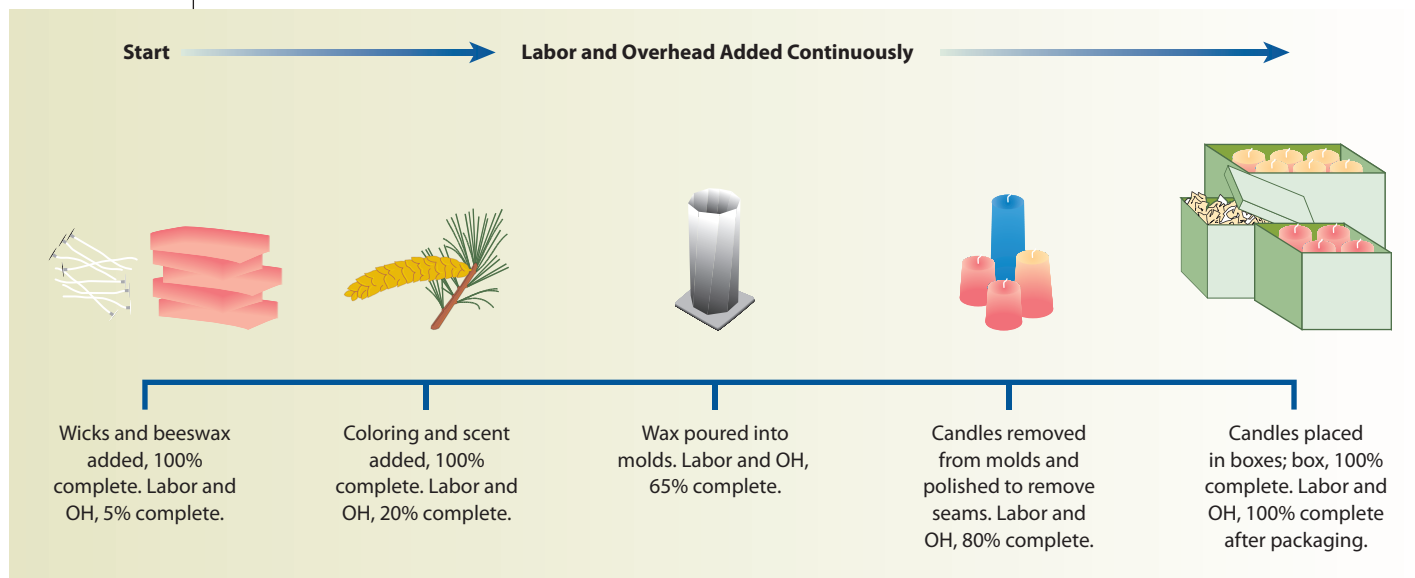 Start
Labor and Overhead Added Continuously
Wicks and beeswax
added, 100%
complete. Labor and
OH, 5% complete.
Coloring and scent
added, 100%
complete. Labor and
OH, 20% complete.
Wax poured into
molds. Labor and OH,
65% complete.
Candles removed
from molds and
polished to remove
seams. Labor and
OH, 80% complete.
Candles placed
in boxes; box, 100%
complete. Labor and
OH, 100% complete
after packaging.